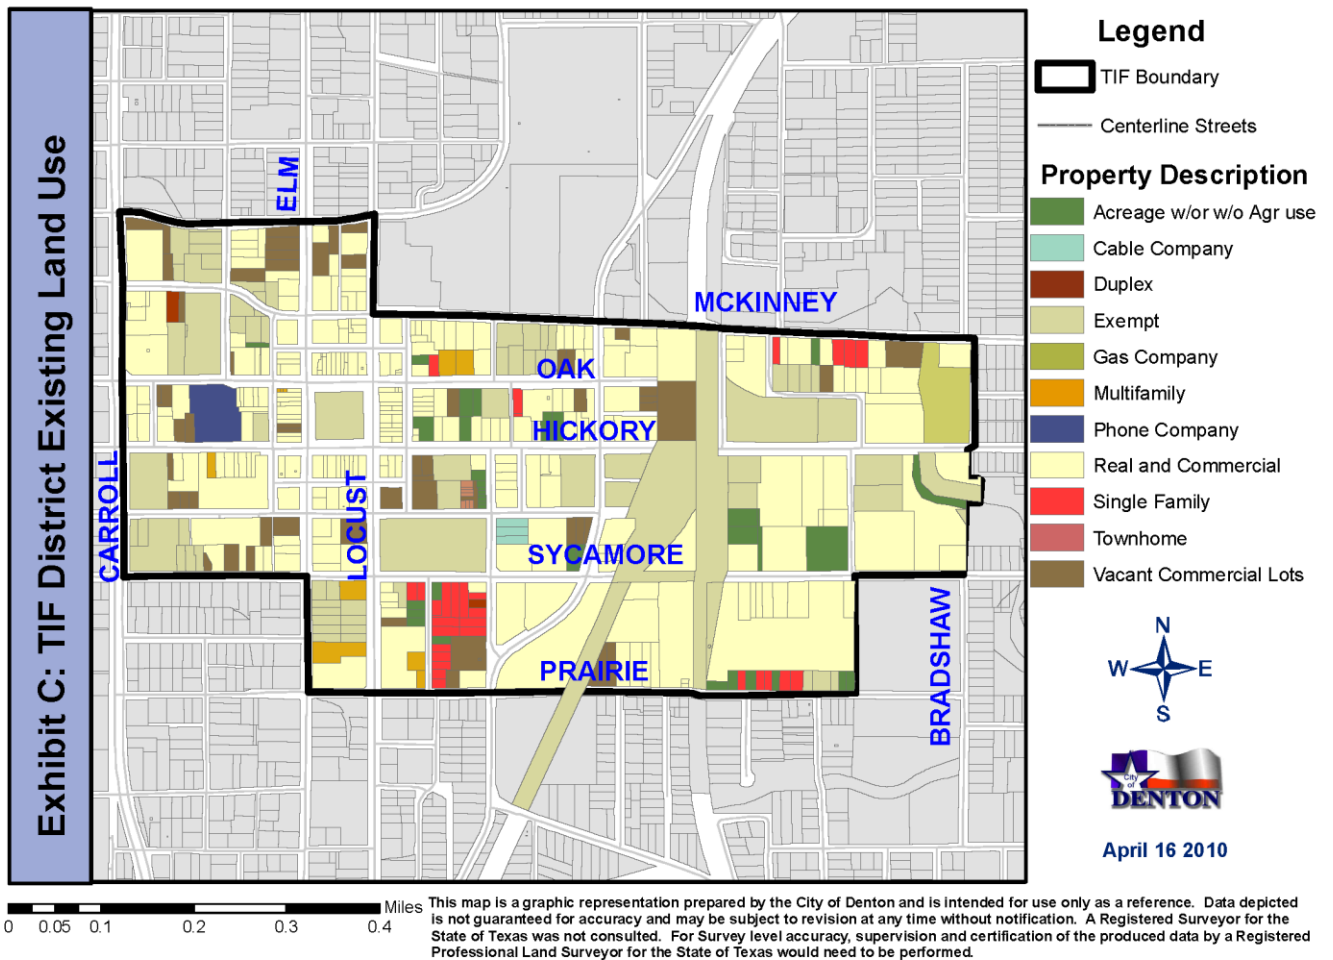 Exhibit C: TIF District Existing Land Use
ELM
MCKINNEY
OAK
HICKORY
CARROLL
LOCUST
SYCAMORE
PRAIRIE
BRADSHAW
Legend
TIF Boundary
Centerline Streets
Property Description
Acreage w/or w/o Agr use
Cable Company
Duplex
Exempt
Gas Company
Multifamily
Phone Company
Real and Commercial
Single Family
Townhome
Vacant Commercial Lots
N
W E
S
City
of
DENTON
April 16 2010
0 0.05 0.1 0.2 0.3 0.4 Miles
This map is a graphic representation prepared by the City of Denton and is intended for use only as a reference. Data depicted
is not guaranteed for accuracy and may be subject to revision at any time without notification. A Registered Surveyor for the
State of Texas was not consulted. For Survey level accuracy, supervision and certification of the produced data by a Registered
Professional Land Surveyor for the State of Texas would need to be performed.